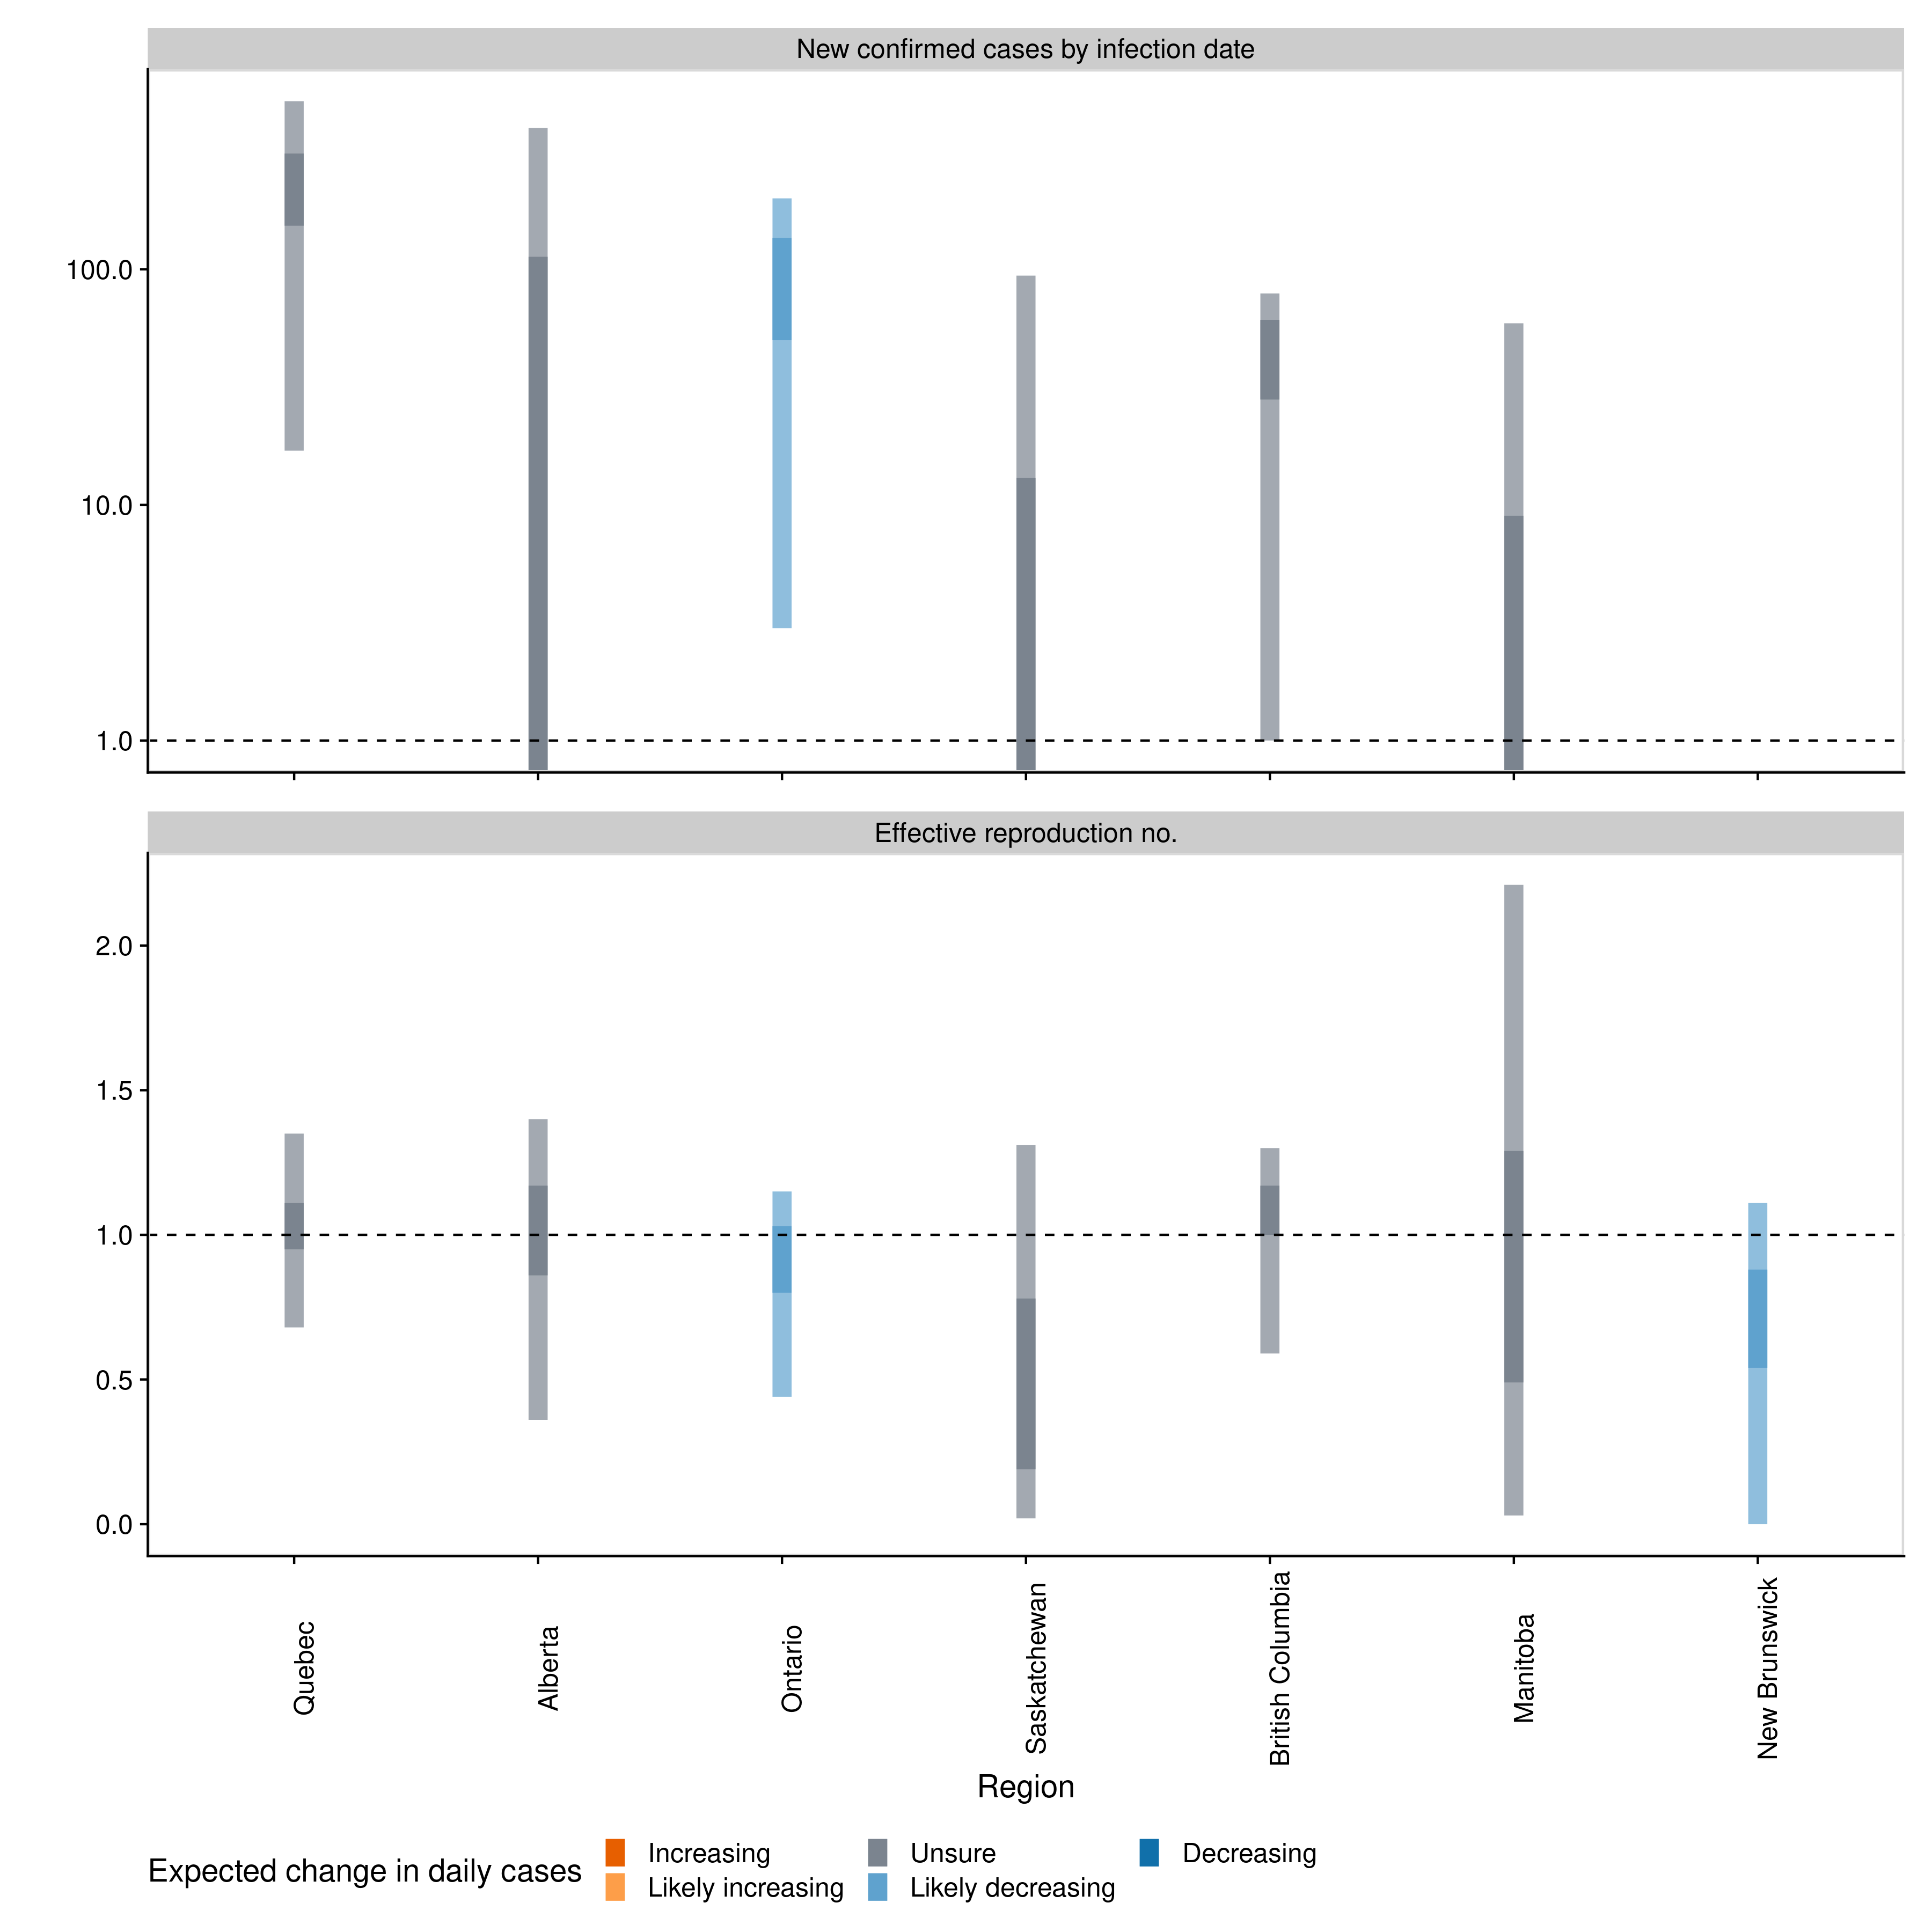 New confirmed cases by infection date
100.0
10.0
1.0
Effective reproduction no.
2.0
1.5
1.0
0.5
0.0
Quebec
Alberta
Ontario
Saskatchewan
British Columbia
Manitoba
New Brunswick
Region
Expected change in daily cases
Increasing
Unsure
Decreasing
Likely increasing
Likely decreasing